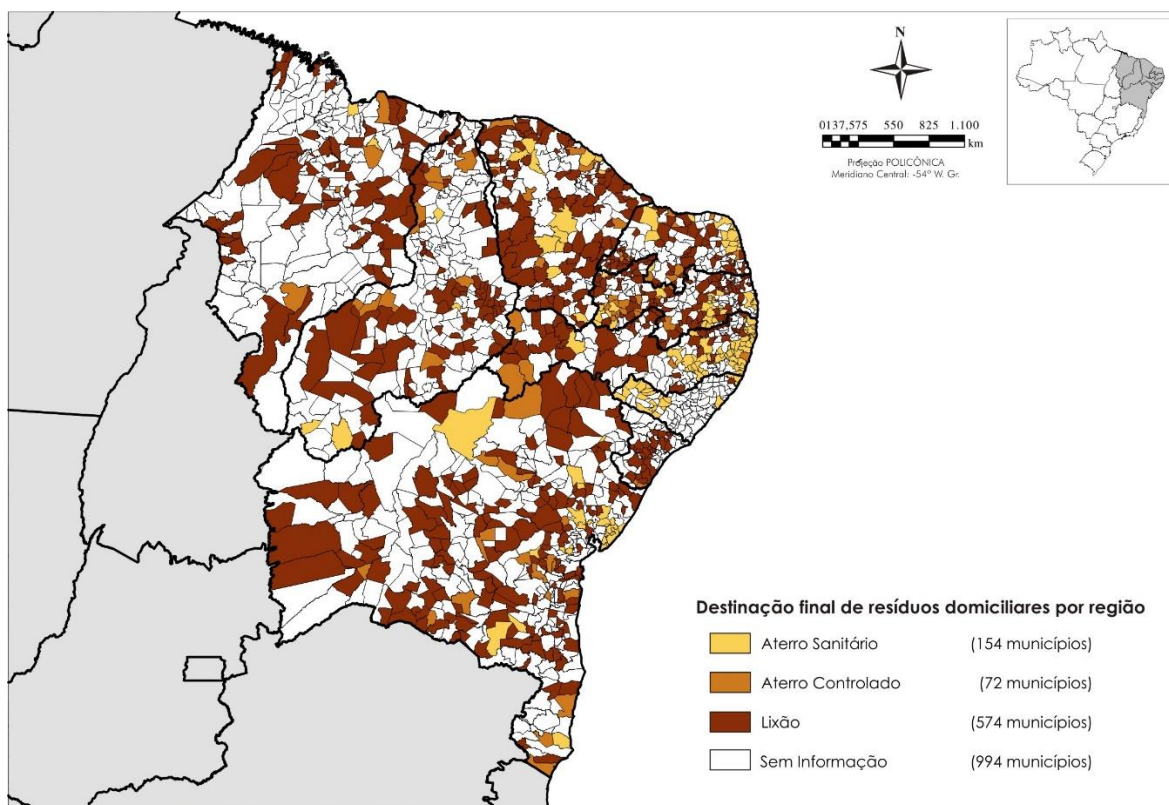 N
0137,575 550 825 1.100
km
Projeção POLICÔNICA
Meridiano Central: -54º W. Gr.
Destinação final de resíduos domiciliares por região
Aterro Sanitário (154 municípios)
Aterro Controlado (72 municípios)
Lixão (574 municípios)
Sem Informação (994 municípios)